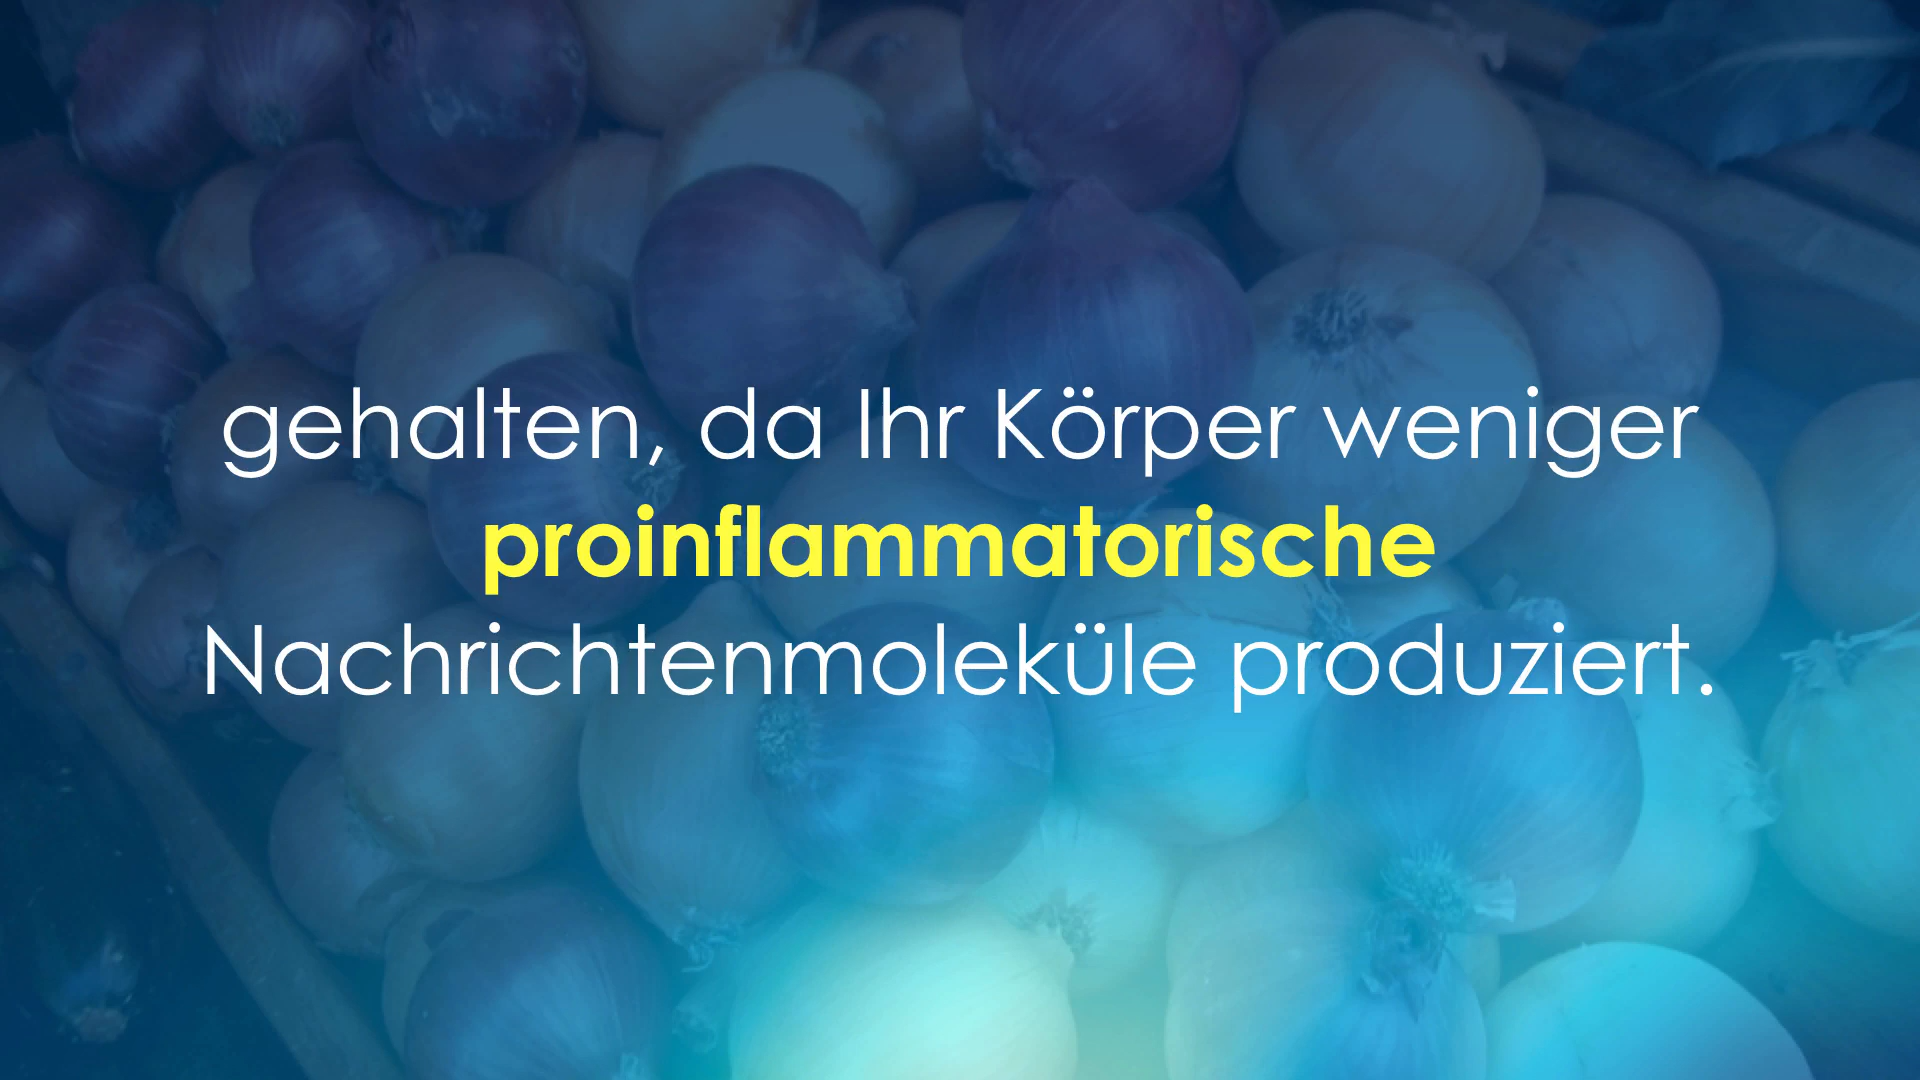 gehalten, da Ihr Körper weniger
proinflammatorische
Nachrichtenmoleküle produziert.